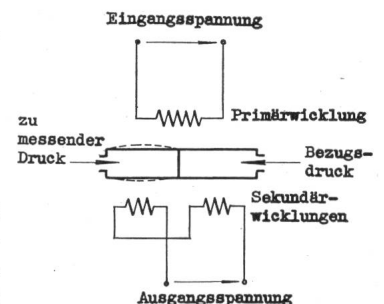 Eingangsspannung
Primärwicklung
zu
messender
Druck
Bezugs-
druck
Sekundär-
wicklungen
Ausgangsspannung